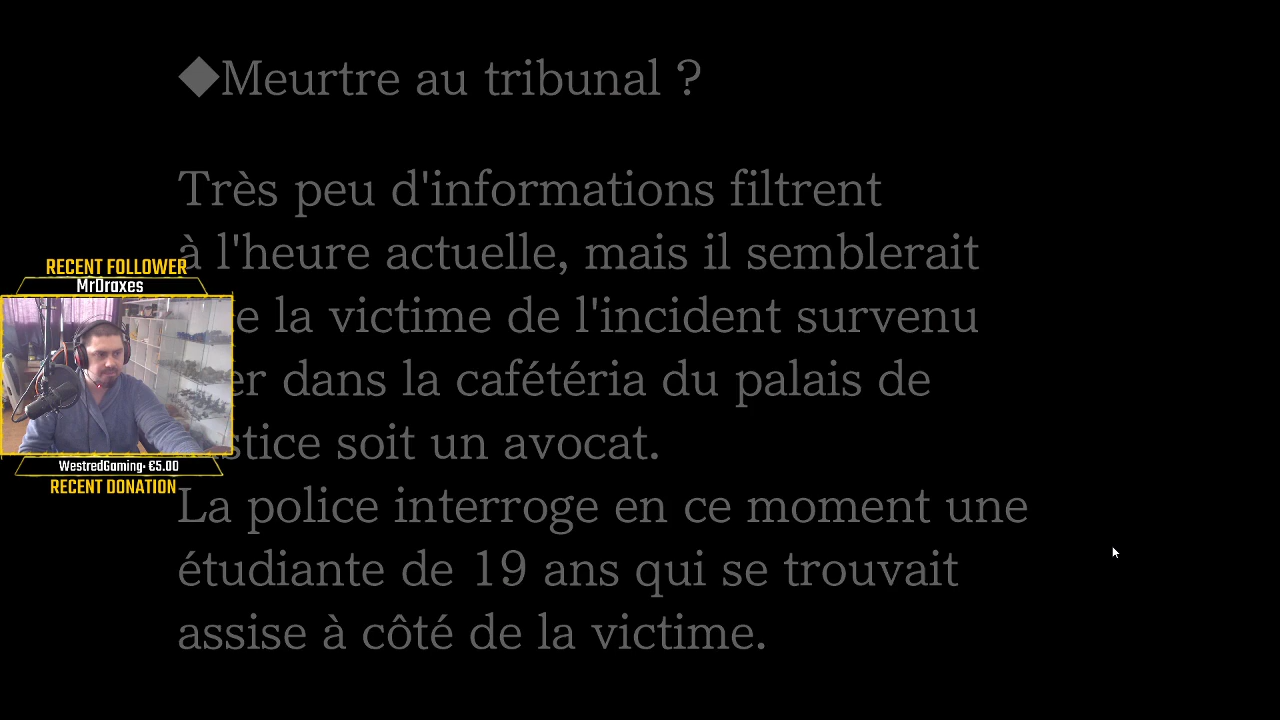 ◆Meurtre au tribunal ?
Très peu d'informations filtrent
à l'heure actuelle, mais il semblerait
la victime de l'incident survenu
dans la cafétéria du palais de
soit un avocat.
La police interroge en ce moment une
étudiante de 19 ans qui se trouvait
assise à côté de la victime.
RECENT FOLLOWER
MrDraxes
WestredGaming• €5.00
RECENT DONATION